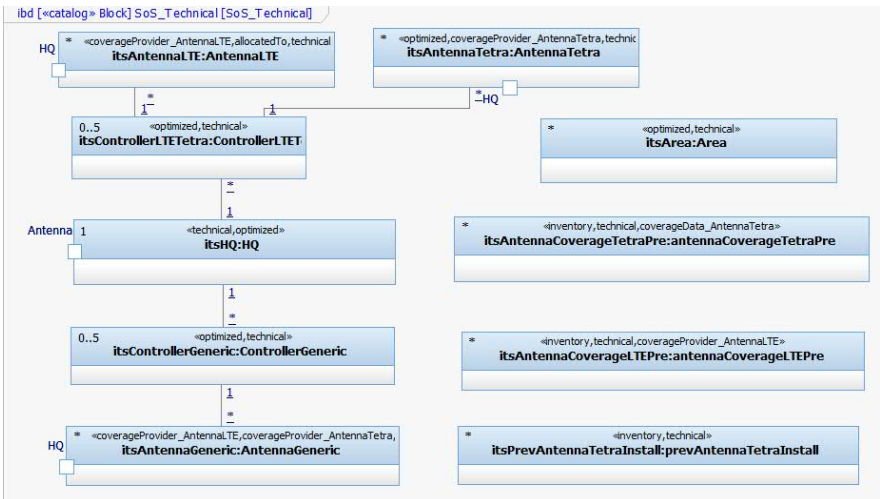 ibd [«catalog» Block] SoS_Technical [SoS_Technical]
HQ
* «coverageProvider_AntennaLTE,allocatedTo,technical
itsAntennaLTE:AntennaLTE
* «optimized,coverageProvider_AntennaTetra,technic
itsAntennaTetra:AntennaTetra
*
1
1
* HQ
0..5 «optimized,technical»
itsControllerLTETetra:ControllerLTET
* «optimized,technical»
itsArea:Area
*
1
Antenna
1 «technical,optimized»
itsHQ:HQ
* «inventory,technical,coverageData_AntennaTetra»
itsAntennaCoverageTetraPre:antennaCoverageTetraPre
1
*
0..5 «optimized,technical»
itsControllerGeneric:ControllerGeneric
* «inventory,technical,coverageProvider_AntennaLTE»
itsAntennaCoverageLTEPre:antennaCoverageLTEPre
1
*
HQ
* «coverageProvider_AntennaLTE,coverageProvider_AntennaTetra,
itsAntennaGeneric:AntennaGeneric
* «inventory,technical»
itsPrevAntennaTetraInstall:prevAntennaTetraInstall